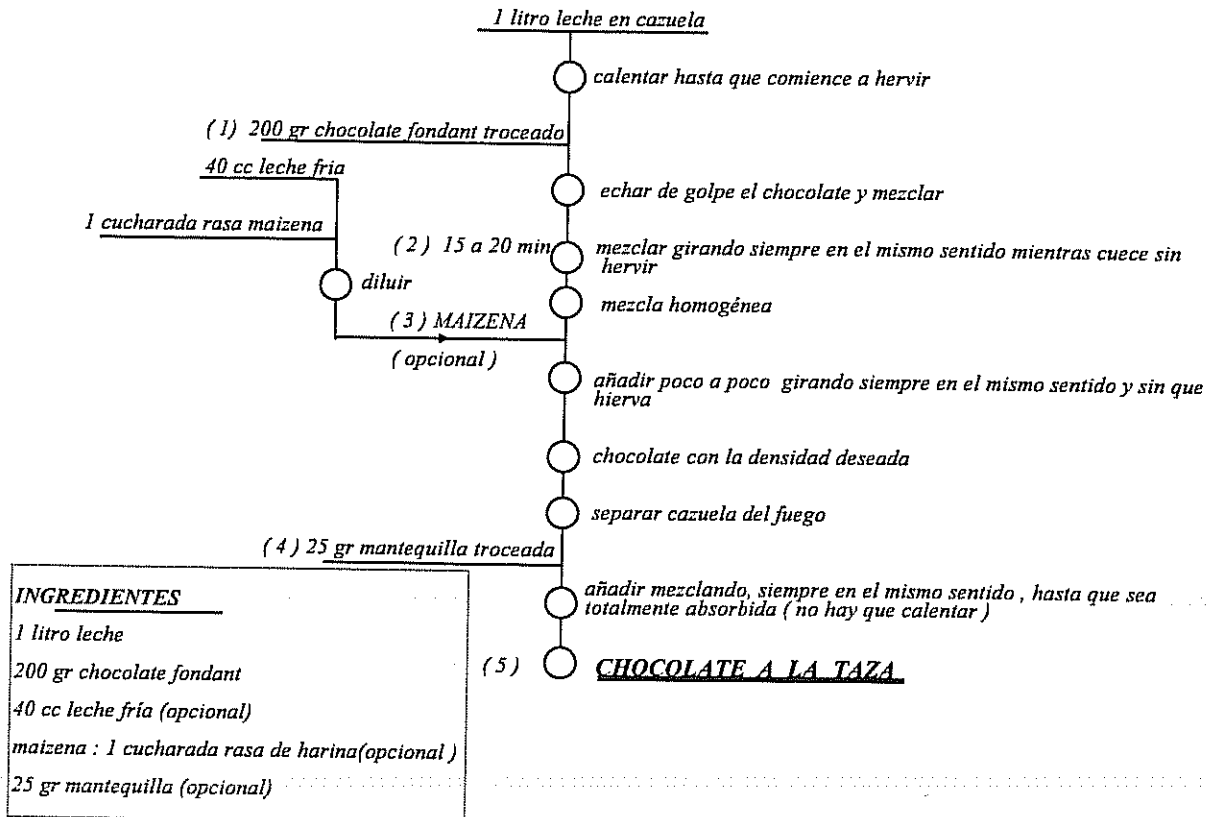 1 litro leche en cazuela
calentar hasta que comience a hervir
(1) 200 gr chocolate fondant troceado
40 cc leche fria
echar de golpe el chocolate y mezclar
1 cucharada rasa maizena
(2) 15 a 20 min
mezclar girando siempre en el mismo sentido mientras cuece sin
hervir
diluir
mezcla homogénea
(3) MAIZENA
(opcional)
añadir poco a poco girando siempre en el mismo sentido y sin que
hierva
chocolate con la densidad deseada
separar cazuela del fuego
(4) 25 gr mantequilla troceada
añadir mezclando, siempre en el mismo sentido , hasta que sea
totalmente absorbida ( no hay que calentar )
(5) CHOCOLATE A LA TAZA
INGREDIENTES
1 litro leche
200 gr chocolate fondant
40 cc leche fría (opcional)
maizena : 1 cucharada rasa de harina(opcional )
25 gr mantequilla (opcional)